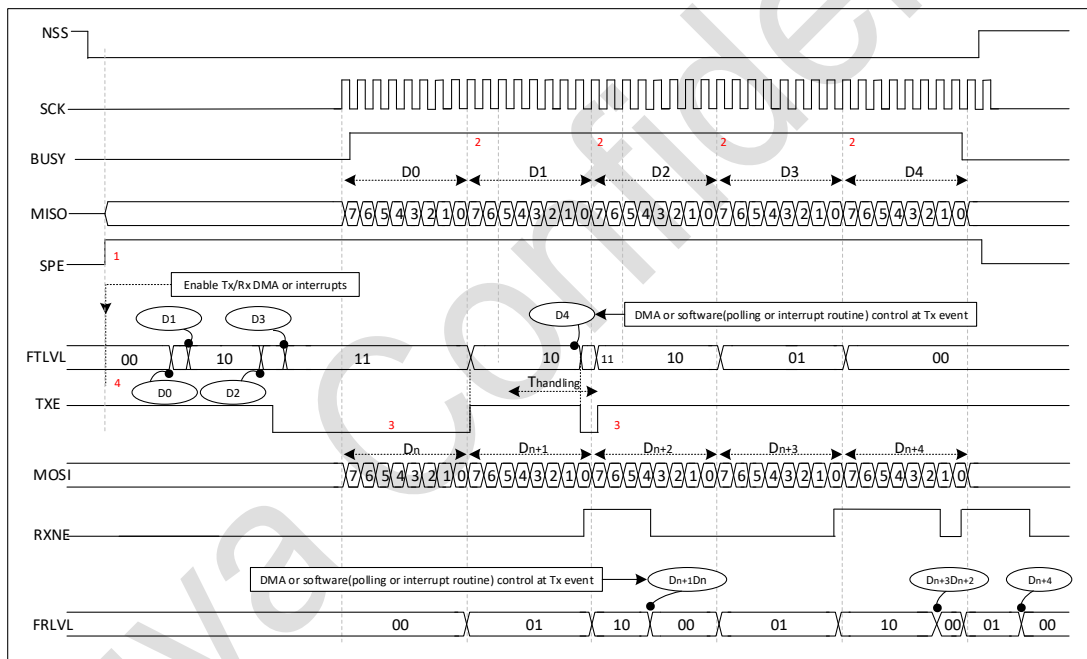 NSS
SCK
BUSY 2 2 2 2
D0 D1 D2 D3 D4
MISO 7 6 5 4 3 2 1 0 7 6 5 4 3 2 1 0 7 6 5 4 3 2 1 0 7 6 5 4 3 2 1 0 7 6 5 4 3 2 1 0
SPE 1
Enable Tx/Rx DMA or interrupts
D1 D3 D4 DMA or software(polling or interrupt routine) control at Tx event
FTLVL 00 10 11 10 11 10 01 00
4 D0 D2 Thandling
TXE 3 3
Dn Dn+1 Dn+2 Dn+3 Dn+4
MOSI 7 6 5 4 3 2 1 0 7 6 5 4 3 2 1 0 7 6 5 4 3 2 1 0 7 6 5 4 3 2 1 0 7 6 5 4 3 2 1 0
RXNE
DMA or software(polling or interrupt routine) control at Tx event Dn+1Dn Dn+3Dn+2 Dn+4
FRLVL 00 01 10 00 01 10 00 01 00